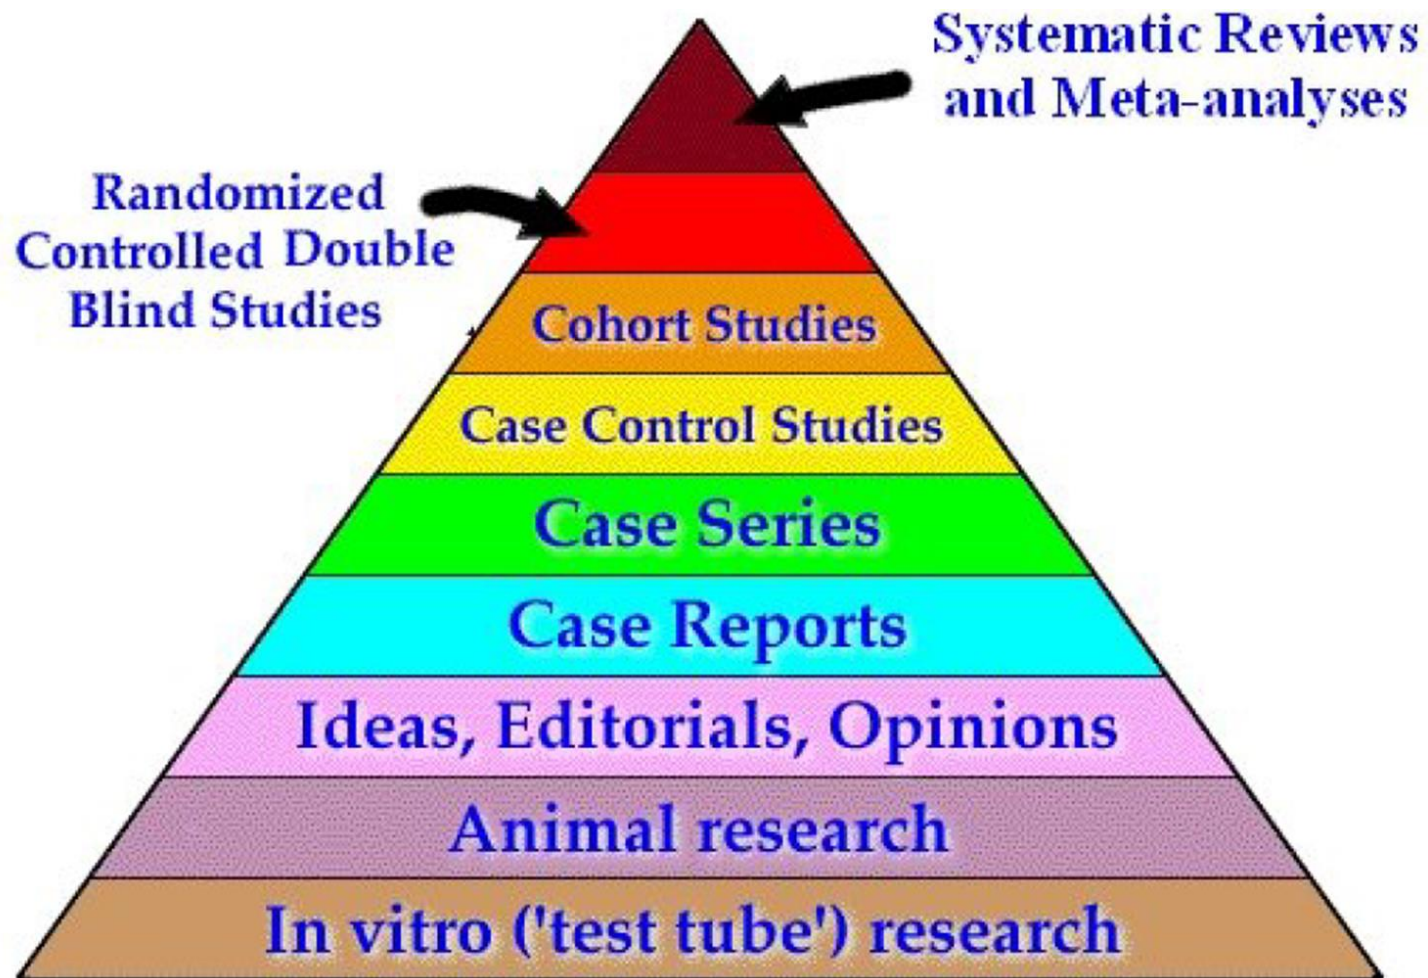 Systematic Reviews
and Meta-analyses
Randomized
Controlled Double
Blind Studies
Cohort Studies
Case Control Studies
Case Series
Case Reports
Ideas, Editorials, Opinions
Animal research
In vitro ('test tube') research